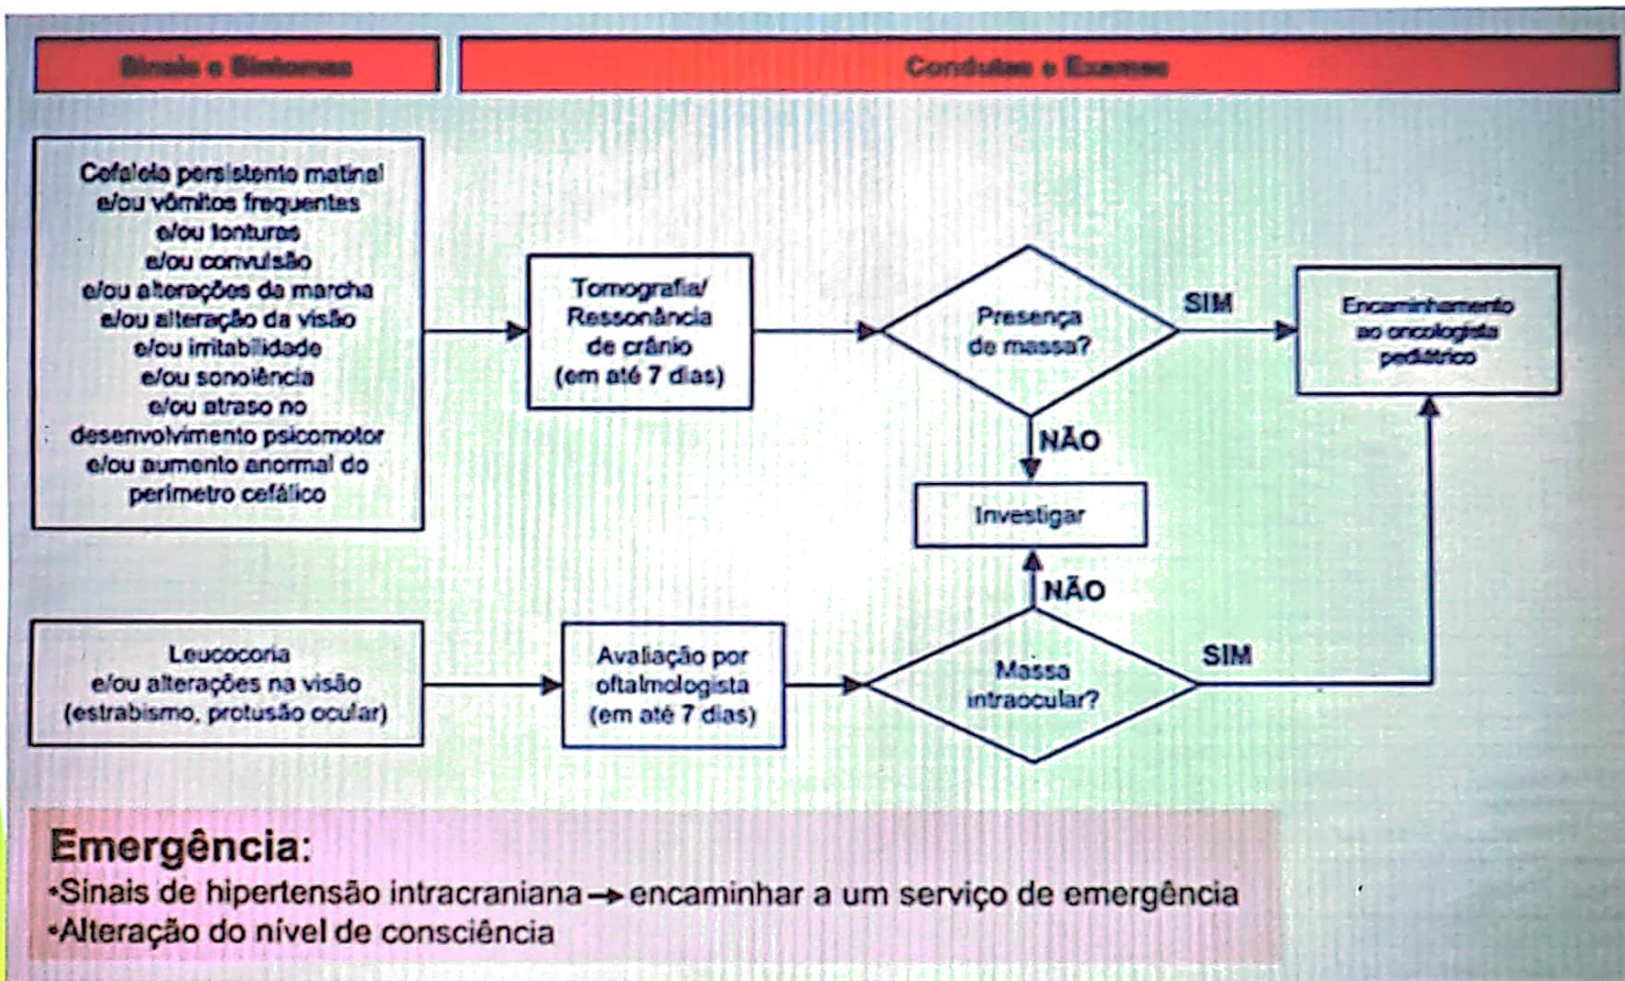 Sinais e Sintomas
Condutas e Exames
Cefaleia persistente matinal
e/ou vômitos frequentes
e/ou tonturas
e/ou convulsão
e/ou alterações da marcha
e/ou alteração da visão
e/ou irritabilidade
e/ou sonolência
e/ou atraso no
desenvolvimento psicomotor
e/ou aumento anormal do
perímetro cefálico
Tomografia/
Ressonância
de crânio
(em até 7 dias)
Presença
de massa?
SIM
Encaminhamento
ao oncologista
pediátrico
NÃO
Investigar
NÃO
Leucocoria
e/ou alterações na visão
(estrabismo, protusão ocular)
Avaliação por
oftalmologista
(em até 7 dias)
Massa
intraocular?
SIM
Emergência:
•Sinais de hipertensão intracraniana→encaminhar a um serviço de emergência
•Alteração do nível de consciência